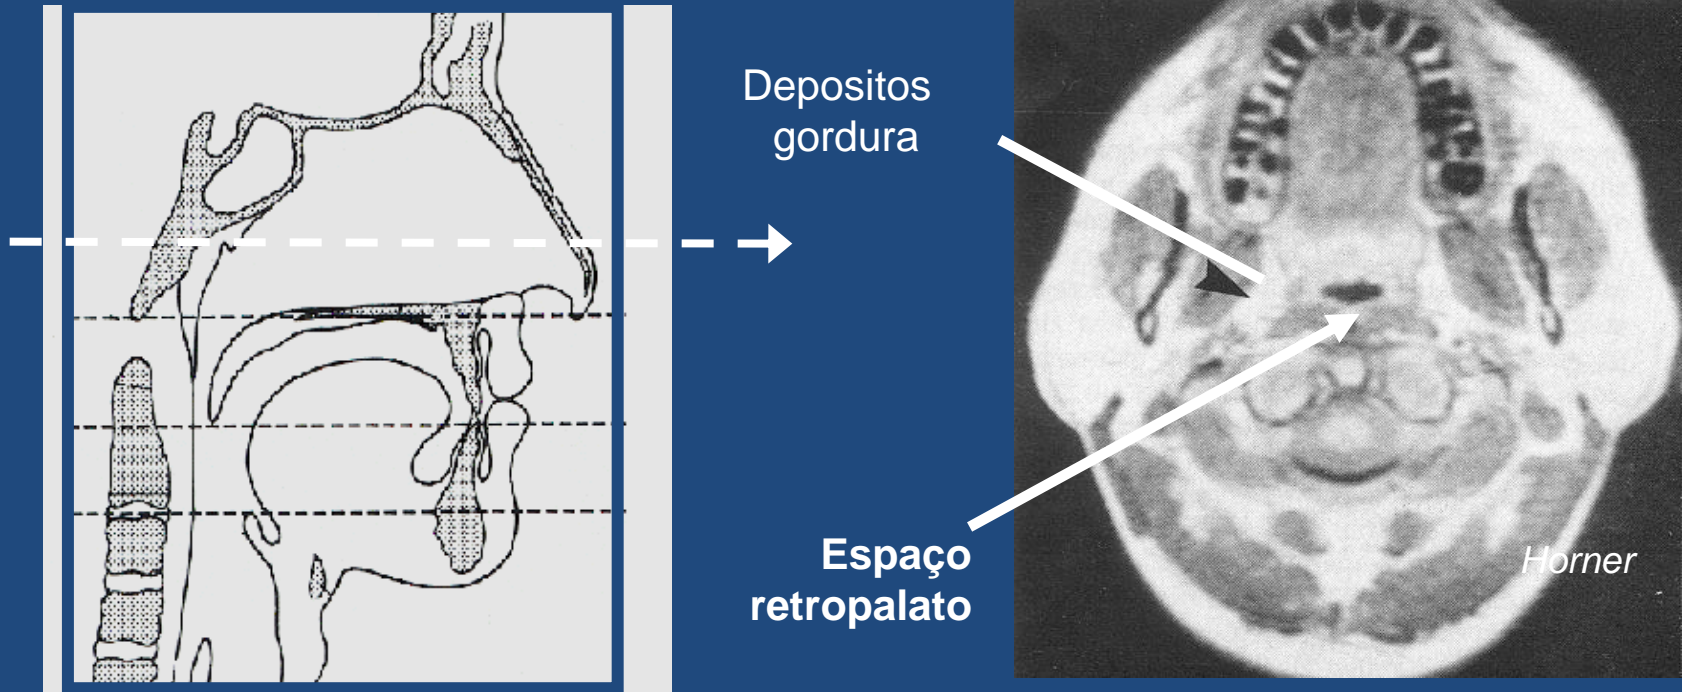 Depositos
gordura
Espaço
retropalato
Horner